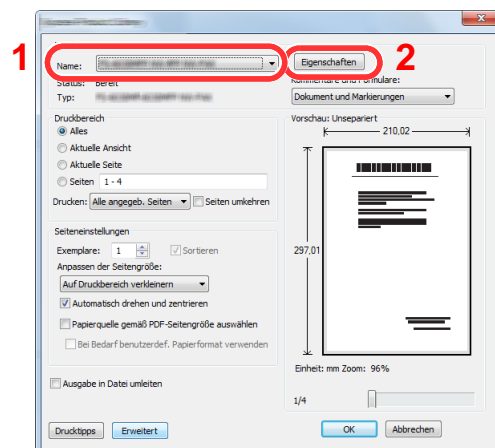 1
2
Name:
Eigenschaften
Status: Bereit
Kommentare und Formulare:
Typ:
Dokument und Markierungen
Druckbereich
Alles
Aktuelle Ansicht
Aktuelle Seite
Seiten 1 - 4
Drucken: Alle angegeb. Seiten Seiten umkehren
Seiteneinstellungen
Exemplare: 1 Sortieren
Anpassen der Seitengröße:
Auf Druckbereich verkleinern
Automatisch drehen und zentrieren
Papierquelle gemäß PDF-Seitengröße auswählen
Bei Bedarf benutzerdef. Papierformat verwenden
Ausgabe in Datei umleiten
Drucktipps
Erweitert
Vorschau: Unsepariert
210,02
297,01
Einheit: mm Zoom: 96%
1/4
OK
Abbrechen